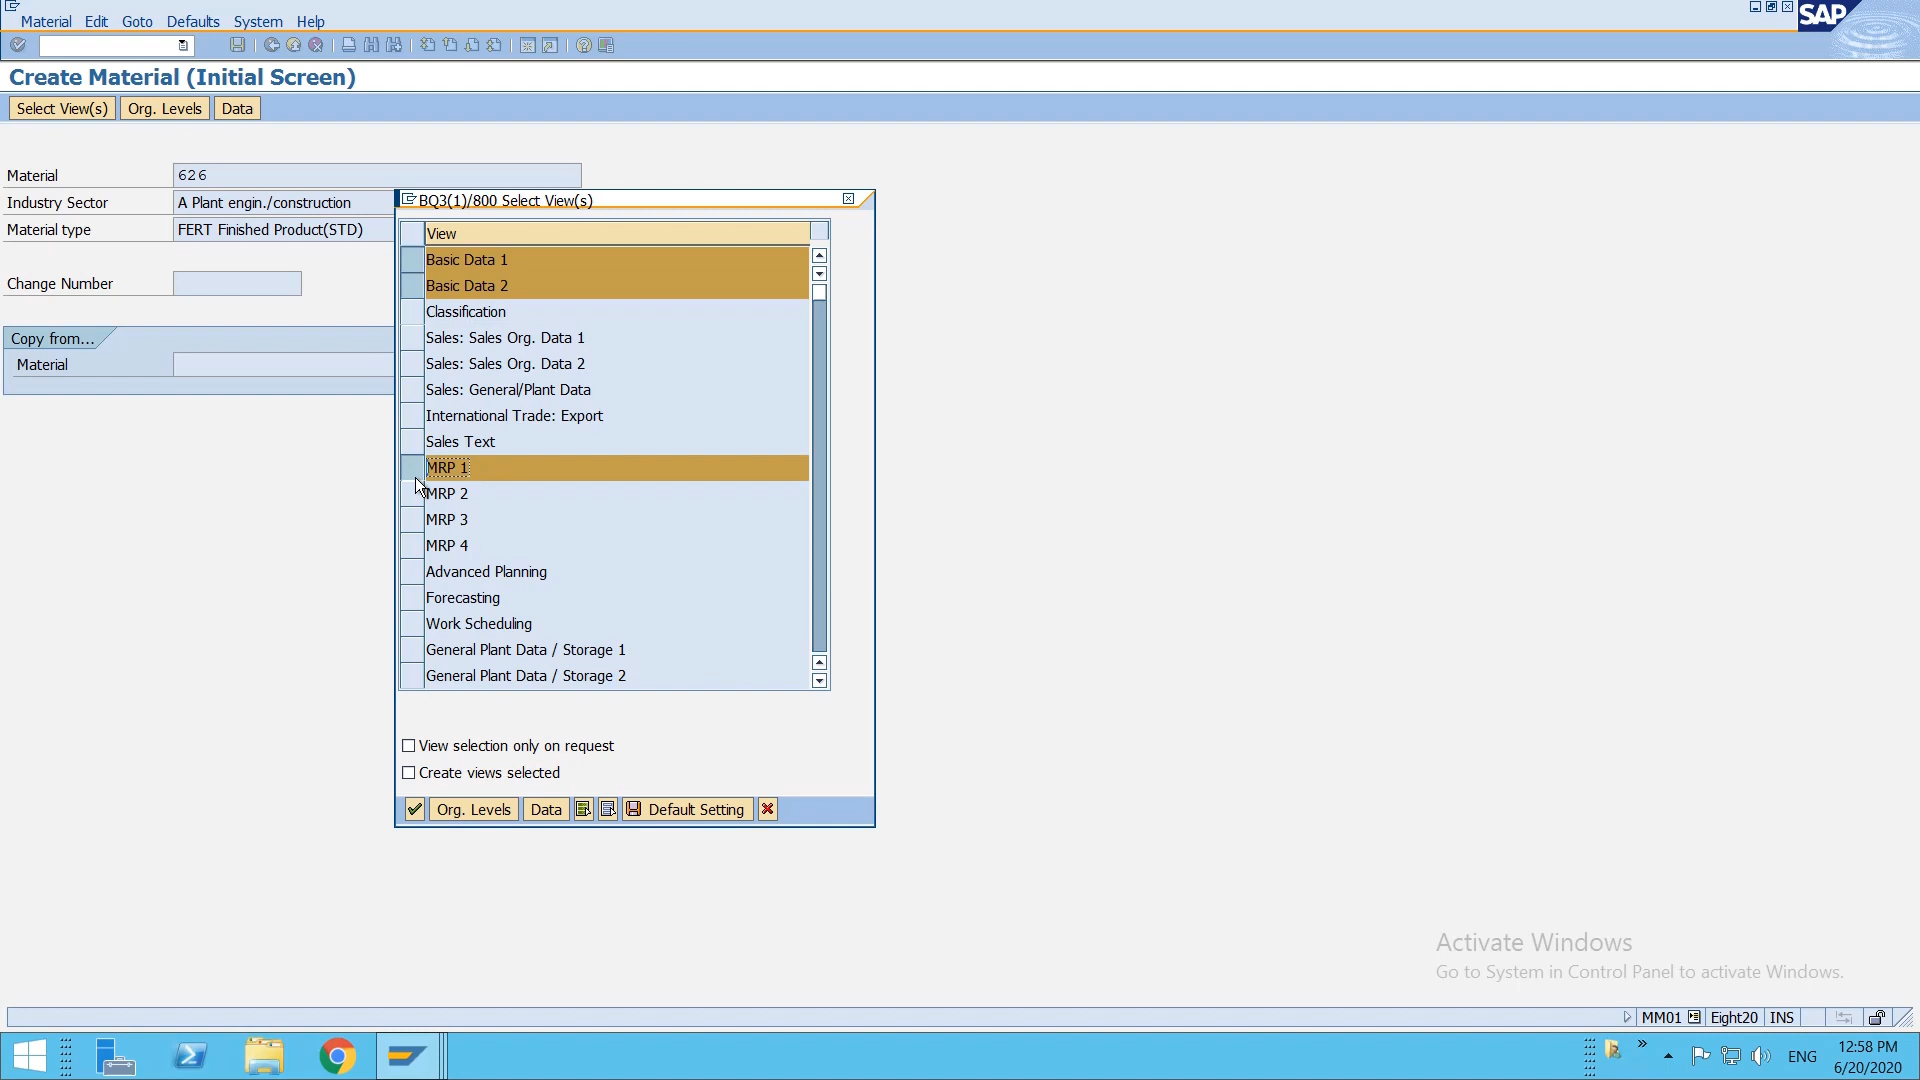 Material Edit Goto Defaults System Help
SAP
Create Material (Initial Screen)
Select View(s) Org. Levels Data
Material 626
Industry Sector A Plant engin./construction
Material type FERT Finished Product(STD)
Change Number
Copy from...
Material
BQ3(1)/800 Select View(s)
View
Basic Data 1
Basic Data 2
Classification
Sales: Sales Org. Data 1
Sales: Sales Org. Data 2
Sales: General/Plant Data
International Trade: Export
Sales Text
MRP 1
MRP 2
MRP 3
MRP 4
Advanced Planning
Forecasting
Work Scheduling
General Plant Data / Storage 1
General Plant Data / Storage 2
View selection only on request
Create views selected
Org. Levels Data Default Setting
Activate Windows
Go to System in Control Panel to activate Windows.
MM01 Eight20 INS
ENG
12:58 PM
6/20/2020